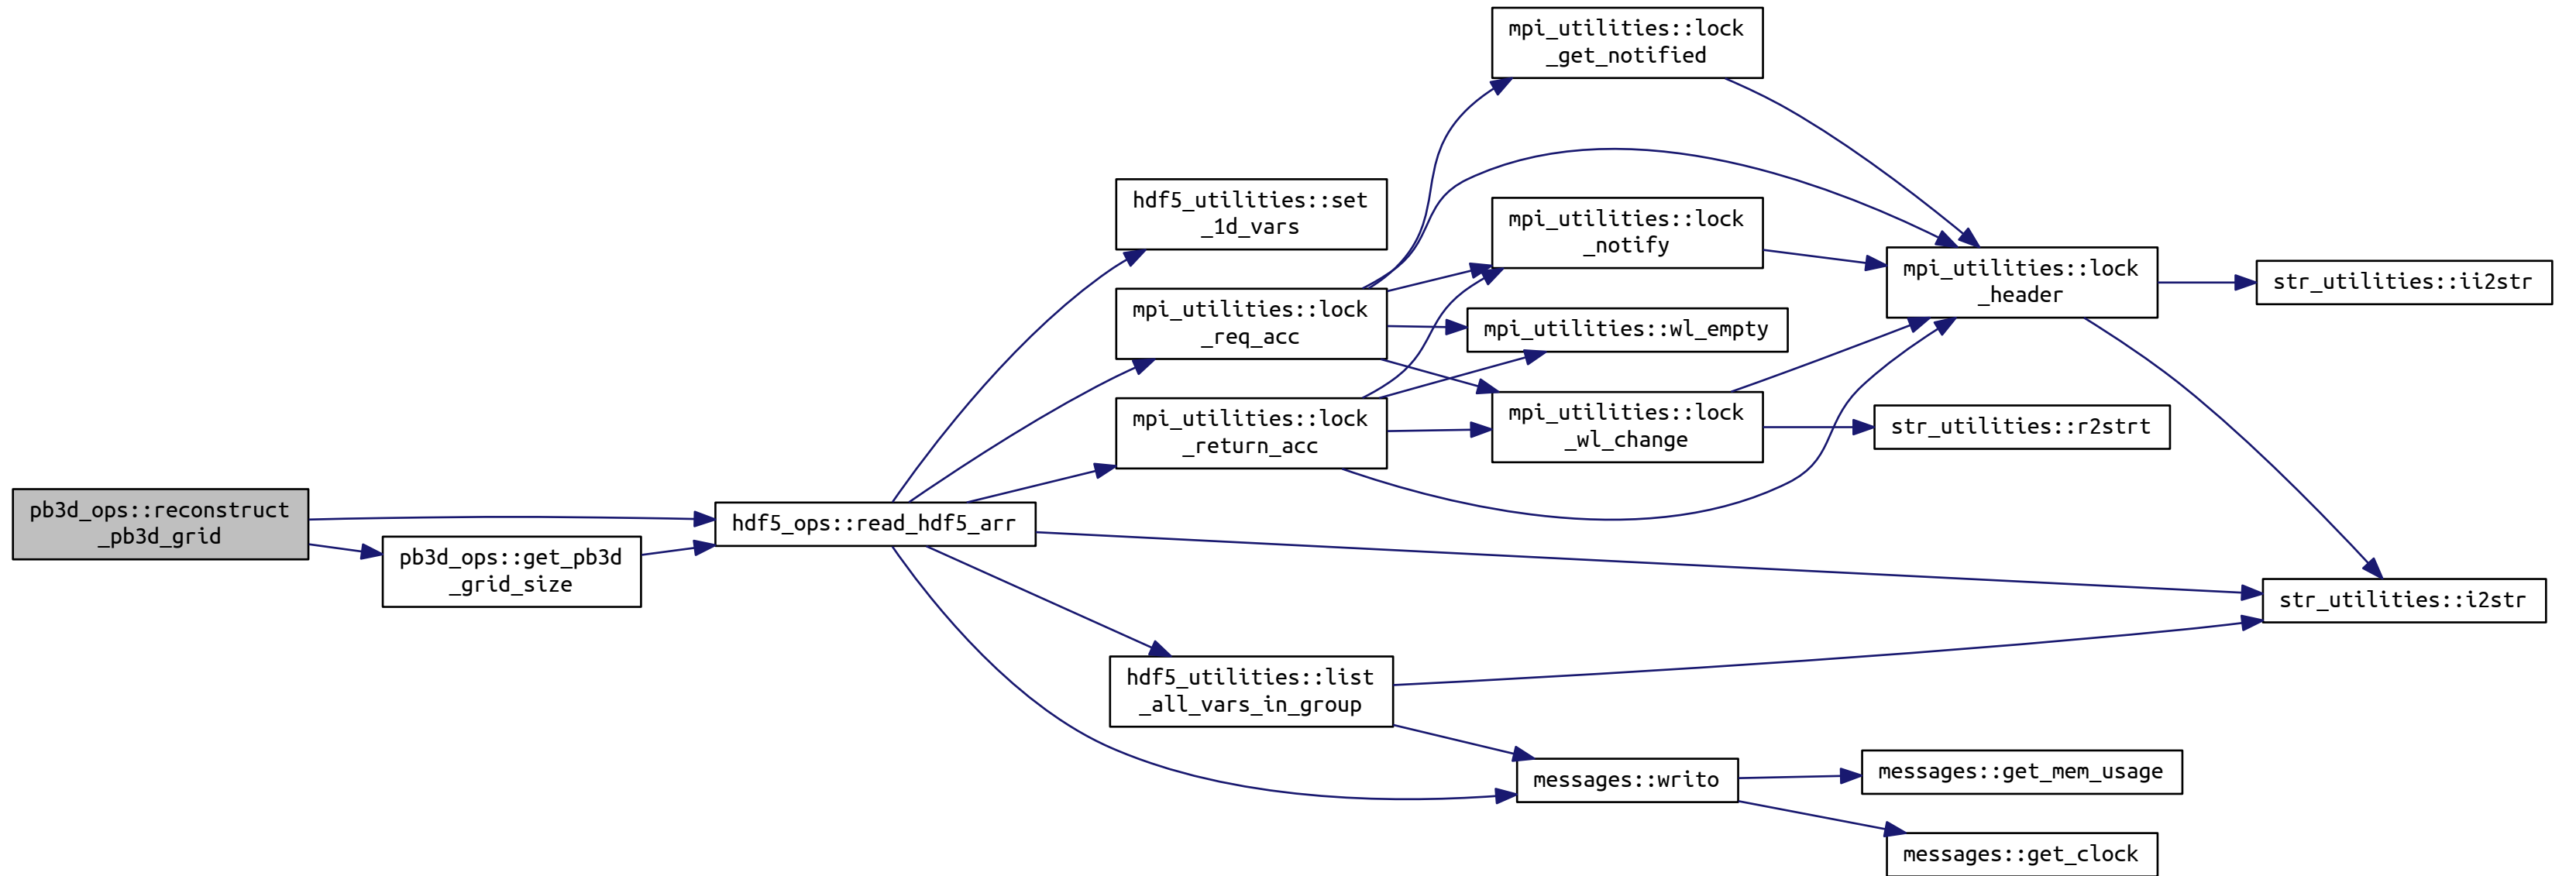 pb3d_ops::reconstruct
_pb3d_grid
pb3d_ops::get_pb3d
_grid_size
hdf5_ops::read_hdf5_arr
hdf5_utilities::set
_1d_vars
mpi_utilities::lock
_req_acc
mpi_utilities::lock
_return_acc
hdf5_utilities::list
_all_vars_in_group
mpi_utilities::lock
_get_notified
mpi_utilities::lock
_notify
mpi_utilities::wl_empty
mpi_utilities::lock
_wl_change
messages::writo
mpi_utilities::lock
_header
str_utilities::r2strt
messages::get_mem_usage
messages::get_clock
str_utilities::ii2str
str_utilities::i2str